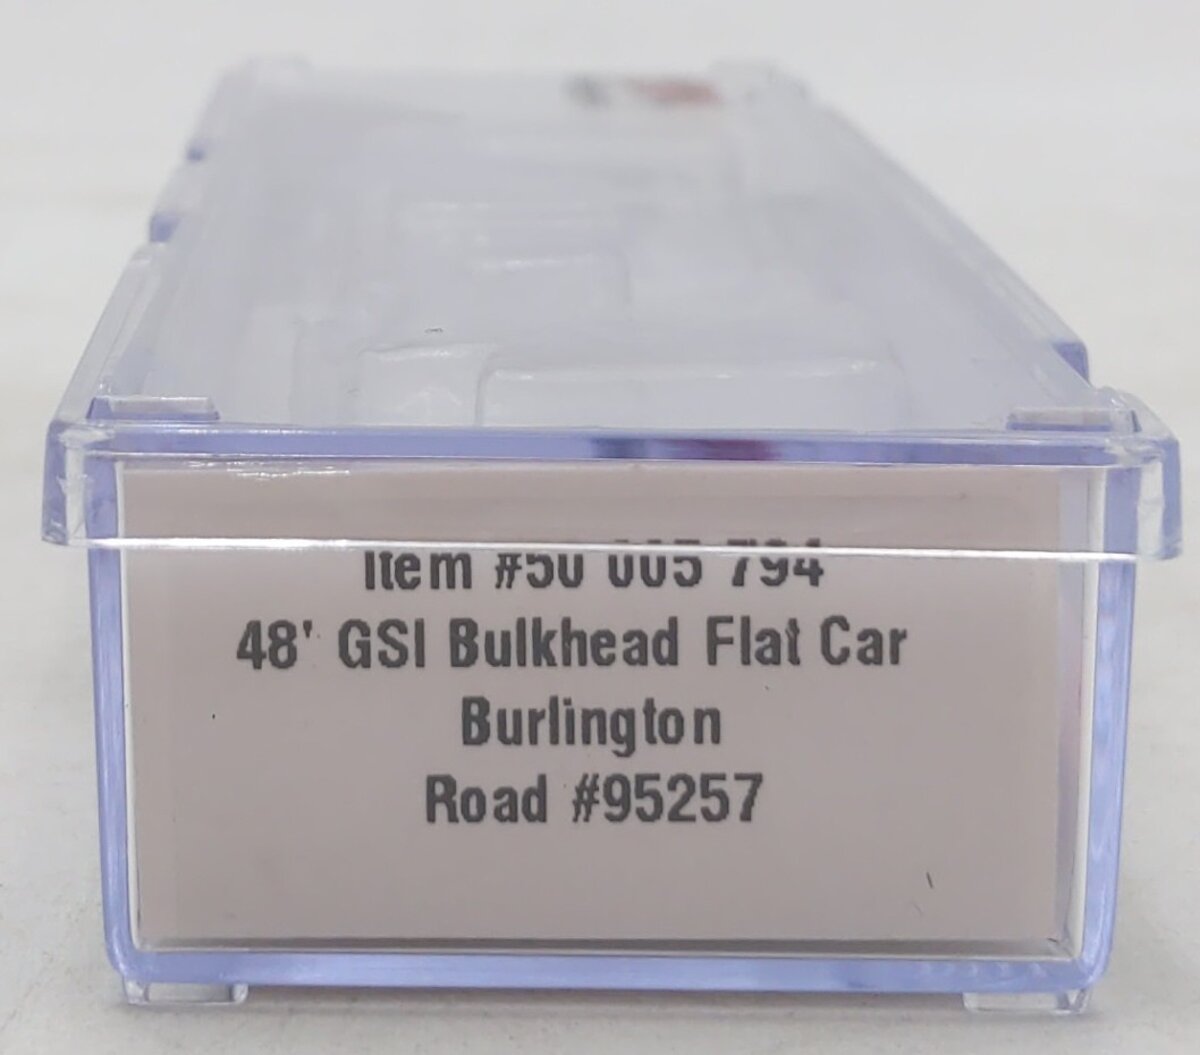 Item #50 005 794
48' GSI Bulkhead Flat Car
Burlington
Road #95257